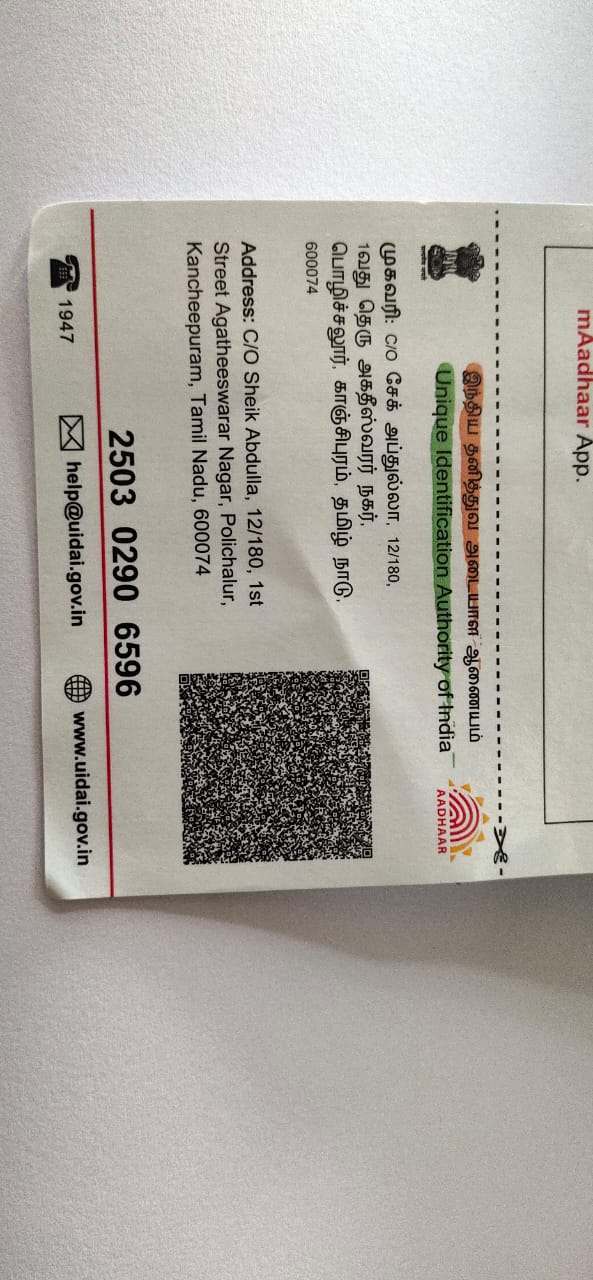 mAadhaar App.
இந்திய தனித்துவ அடையாள ஆணையம்
Unique Identification Authority of India
AADHAAR
முகவரி: C/O சேக் அப்துல்லா, 12/180,
1வது தெரு அகதீஸ்வார் நகர்,
பொழிச்சலூர், காஞ்சிபுரம், தமிழ் நாடு,
600074
Address: C/O Sheik Abdulla, 12/180, 1st
Street Agatheeswarar Nagar, Polichalur,
Kancheepuram, Tamil Nadu, 600074
2503 0290 6596
1947 help@uidai.gov.in www.uidai.gov.in